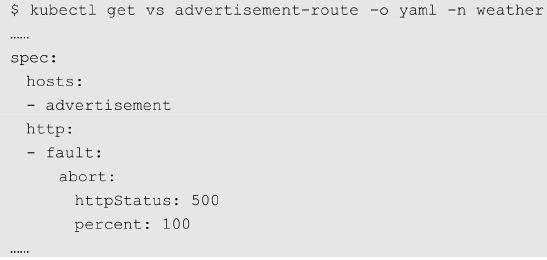 $ kubectl get vs advertisement-route -o yaml -n weather
……
spec:
  hosts:
  - advertisement
  http:
  - fault:
      abort:
        httpStatus: 500
        percent: 100
……